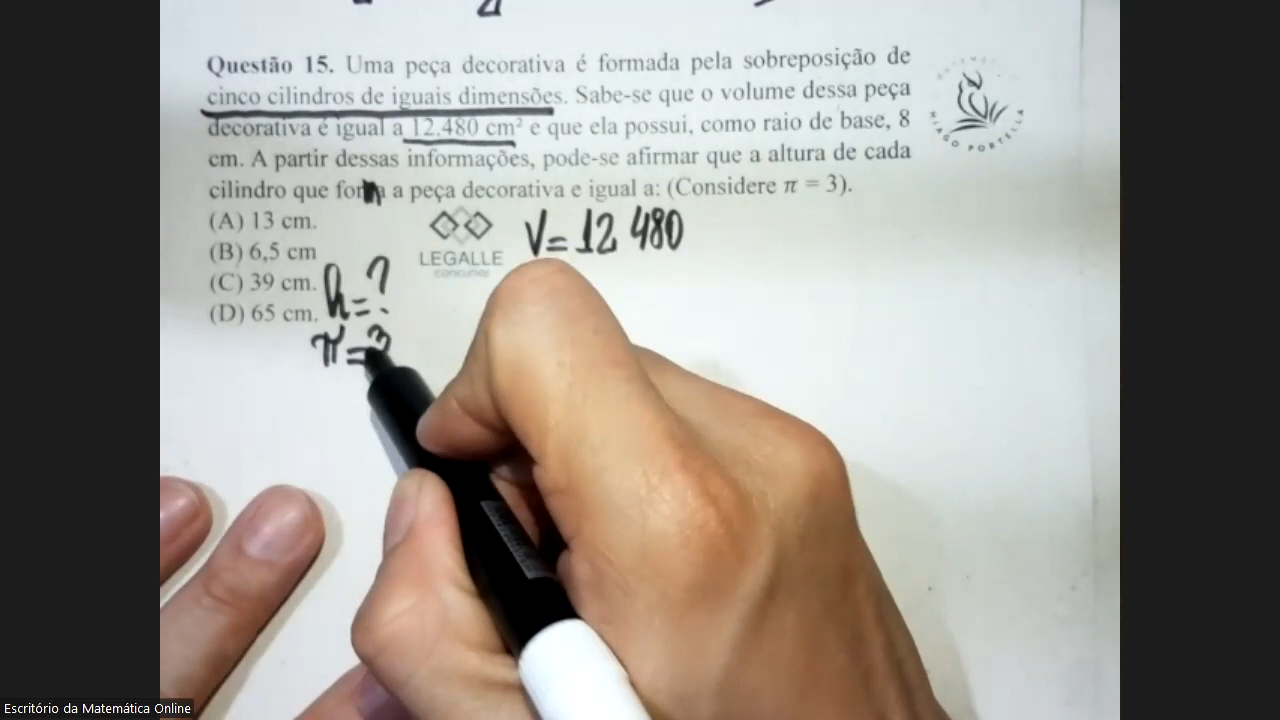 Questão 15. Uma peça decorativa é formada pela sobreposição de
cinco cilindros de iguais dimensões. Sabe-se que o volume dessa peça
decorativa é igual a 12.480 cm² e que ela possui, como raio de base, 8
cm. A partir dessas informações, pode-se afirmar que a altura de cada
cilindro que forma a peça decorativa e igual a: (Considere π = 3).
(A) 13 cm.
(B) 6,5 cm
(C) 39 cm.
(D) 65 cm.
LEGALLE
concursos
V= 12 480
h=?
π=3
THIAGO PORTELLA
Escritório da Matemática Online